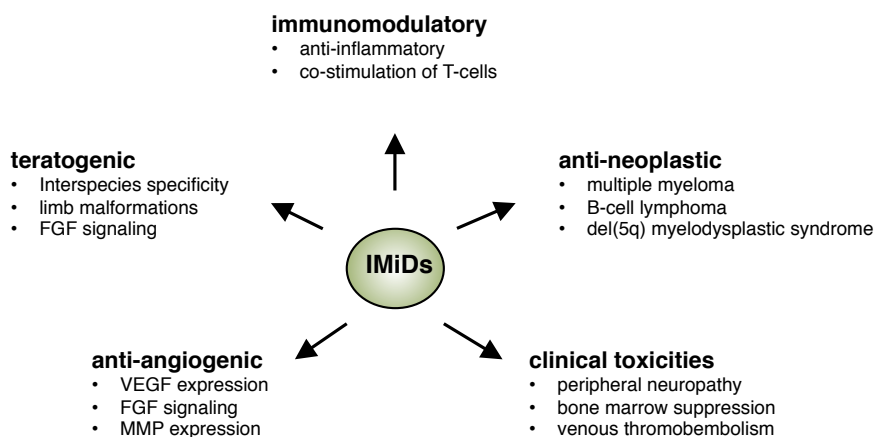 immunomodulatory
• anti-inflammatory
• co-stimulation of T-cells
teratogenic
• Interspecies specificity
• limb malformations
• FGF signaling
anti-neoplastic
• multiple myeloma
• B-cell lymphoma
• del(5q) myelodysplastic syndrome
IMiDs
anti-angiogenic
• VEGF expression
• FGF signaling
• MMP expression
clinical toxicities
• peripheral neuropathy
• bone marrow suppression
• venous thrombembolism